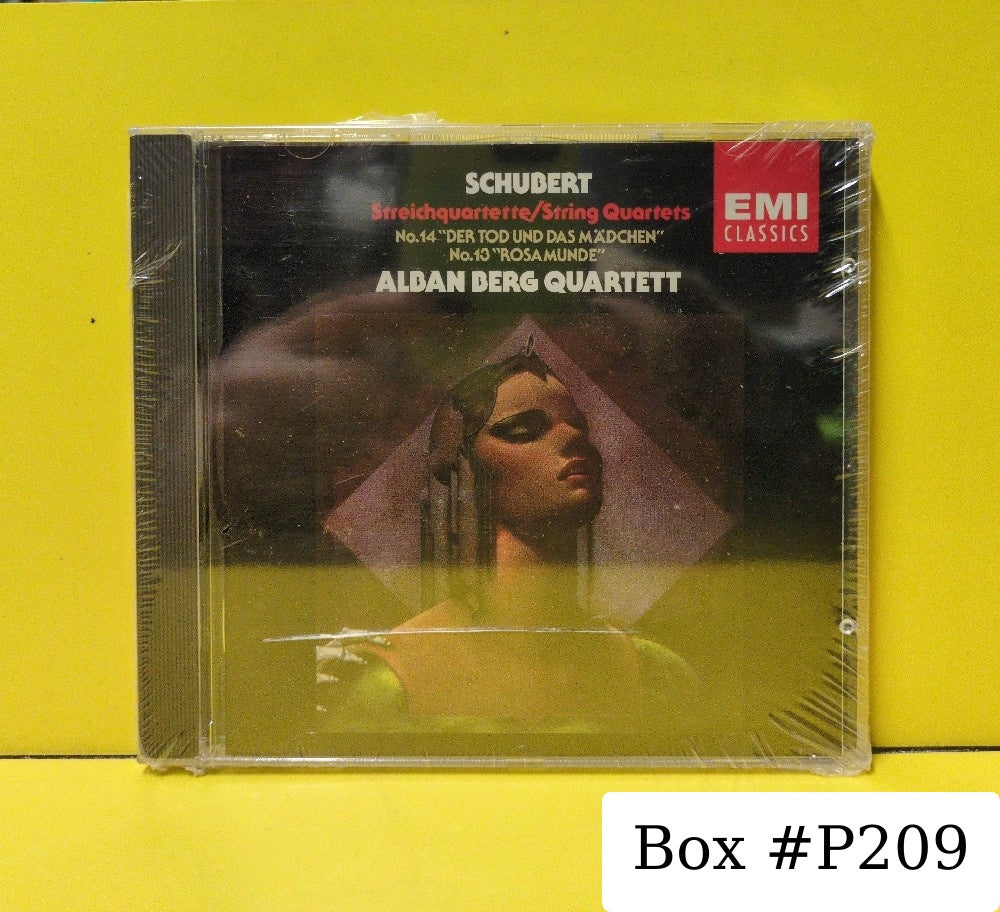 SCHUBERT
Streichquartette/String Quartets
No.14 "DER TOD UND DAS MÄDCHEN"
No.13 "ROSAMUNDE"
ALBAN BERG QUARTETT
EMI
CLASSICS
Box #P209